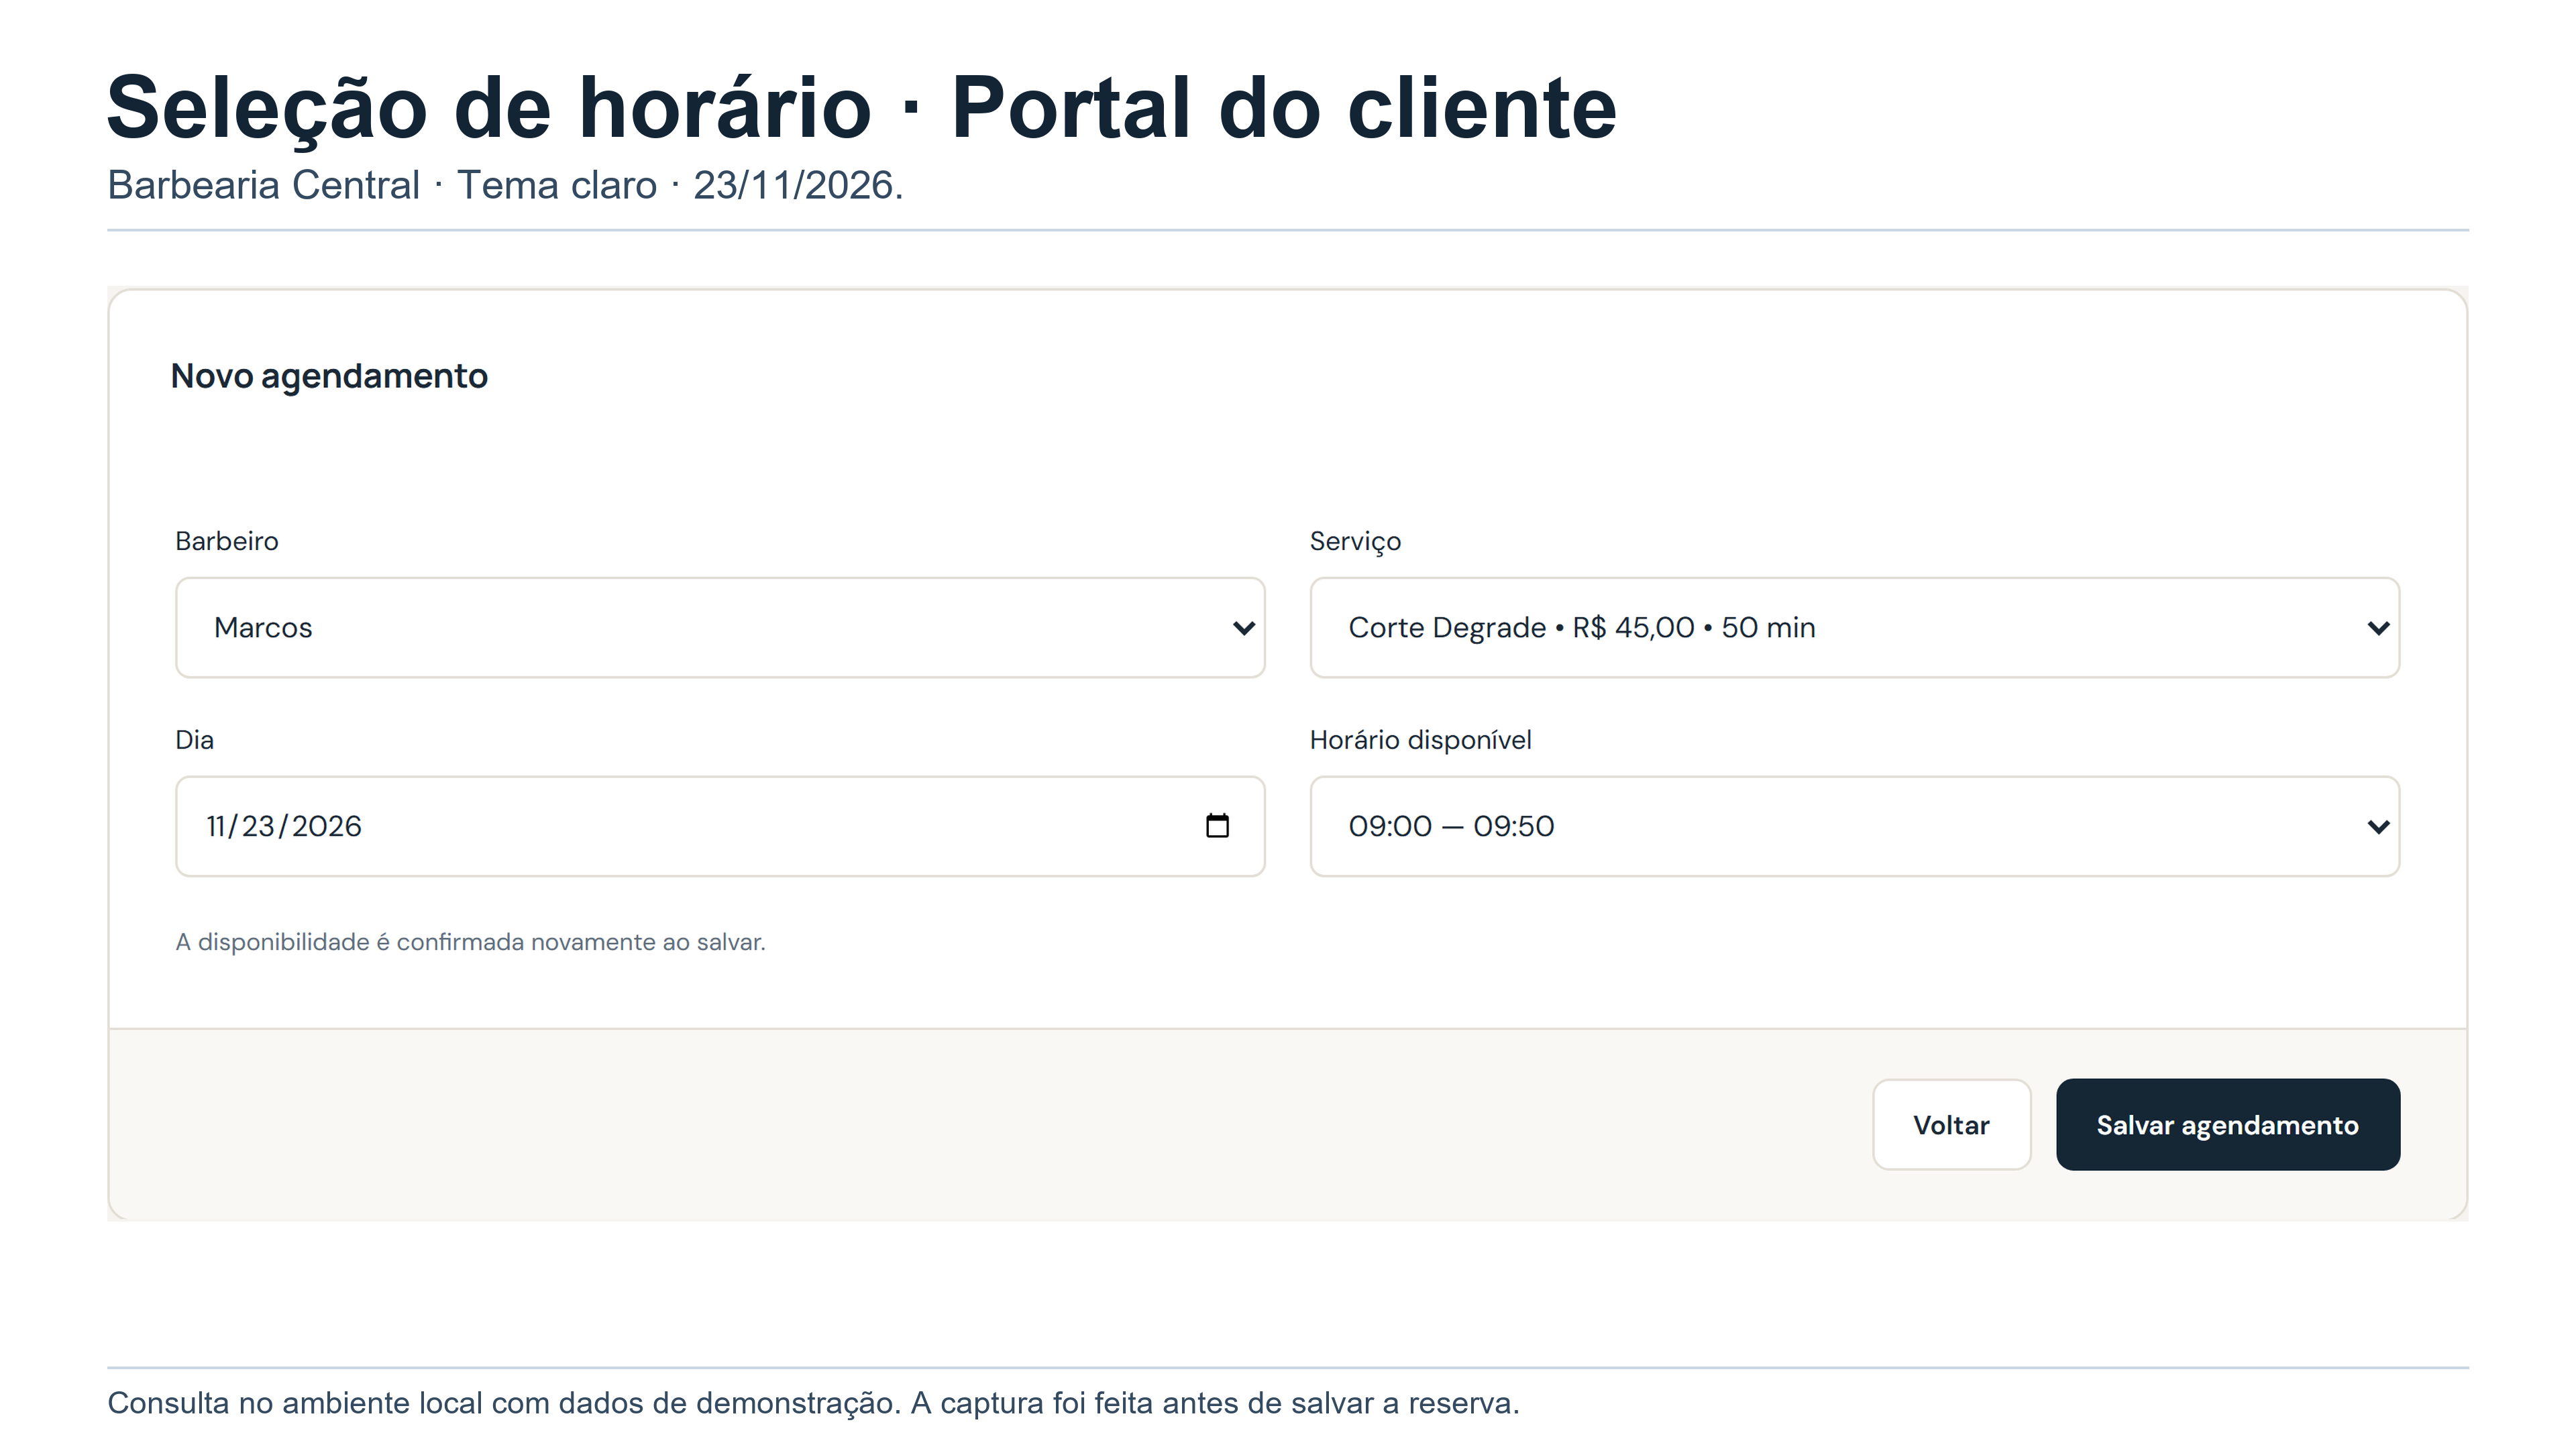 Seleção de horário · Portal do cliente
Barbearia Central · Tema claro · 23/11/2026.
Novo agendamento
Barbeiro
Serviço
Marcos
Corte Degrade • R$ 45,00 • 50 min
Dia
Horário disponível
11/23/2026
09:00 — 09:50
A disponibilidade é confirmada novamente ao salvar.
Voltar
Salvar agendamento
Consulta no ambiente local com dados de demonstração. A captura foi feita antes de salvar a reserva.